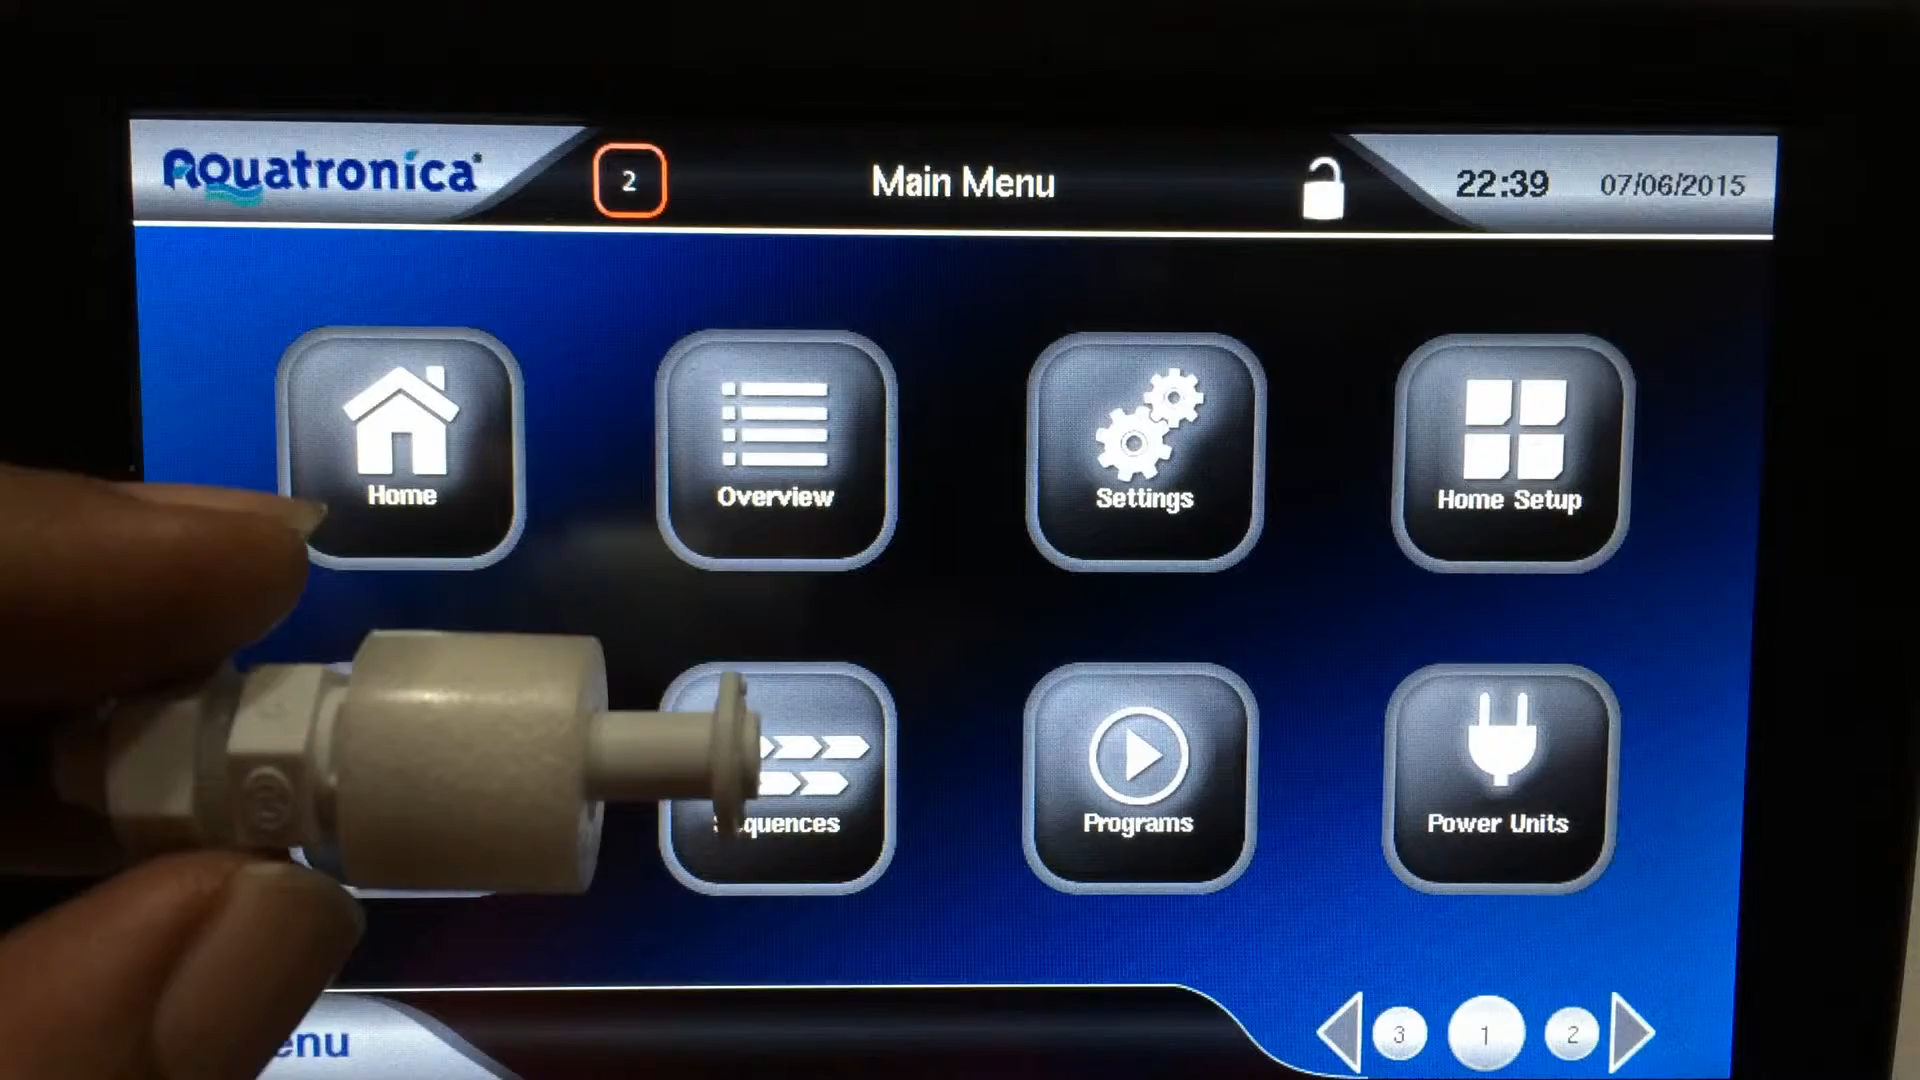 Aquatronica
2
Main Menu
22:39
07/06/2015
Home
Overview
Settings
Home Setup
Programs
Power Units
3
1
2